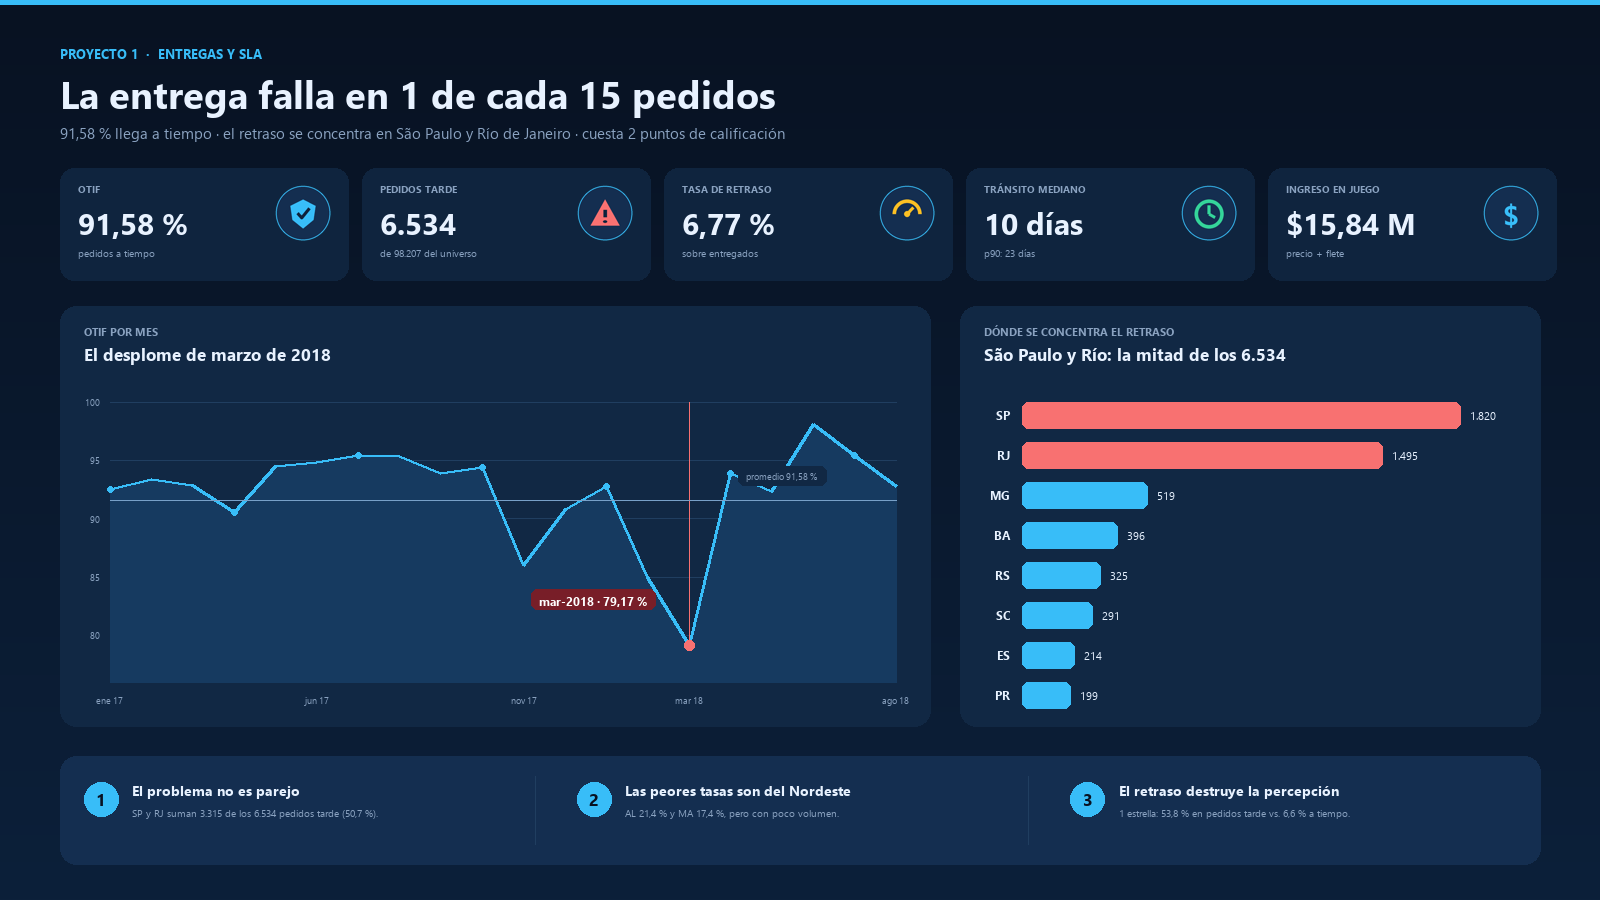 PROYECTO 1 · ENTREGAS Y SLA
La entrega falla en 1 de cada 15 pedidos
91,58 % llega a tiempo · el retraso se concentra en São Paulo y Río de Janeiro · cuesta 2 puntos de calificación
OTIF
91,58 %
pedidos a tiempo
PEDIDOS TARDE
6.534
de 98.207 del universo
TASA DE RETRASO
6,77 %
sobre entregados
TRÁNSITO MEDIANO
10 días
p90: 23 días
INGRESO EN JUEGO
$15,84 M
precio + flete
$
OTIF POR MES
El desplome de marzo de 2018
100
95
90
85
80
promedio 91,58 %
mar-2018 · 79,17 %
ene 17
jun 17
nov 17
mar 18
ago 18
DÓNDE SE CONCENTRA EL RETRASO
São Paulo y Río: la mitad de los 6.534
SP 1.820
RJ 1.495
MG 519
BA 396
RS 325
SC 291
ES 214
PR 199
1
El problema no es parejo
SP y RJ suman 3.315 de los 6.534 pedidos tarde (50,7 %).
2
Las peores tasas son del Nordeste
AL 21,4 % y MA 17,4 %, pero con poco volumen.
3
El retraso destruye la percepción
1 estrella: 53,8 % en pedidos tarde vs. 6,6 % a tiempo.